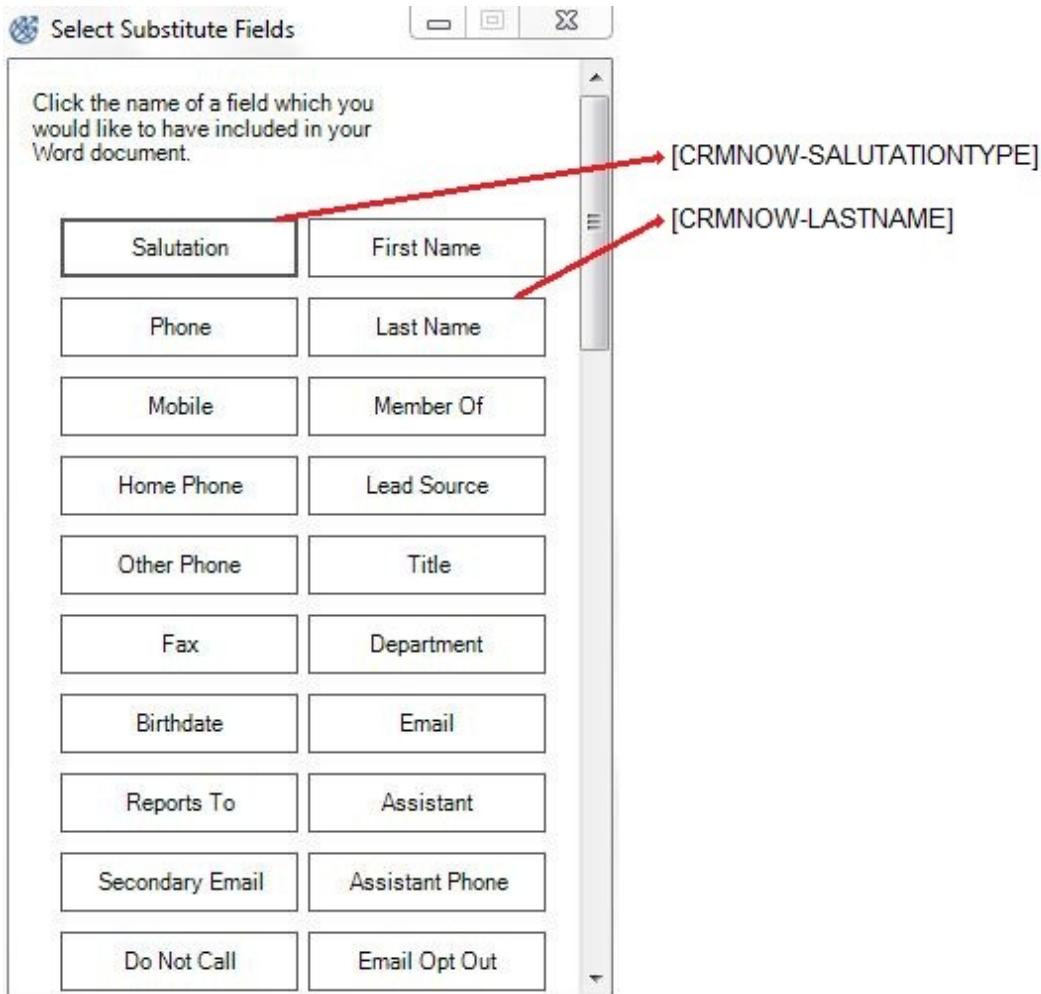 Select Substitute Fields
Click the name of a field which you
would like to have included in your
Word document.
[CRMNOW-SALUTATIONTYPE]
[CRMNOW-LASTNAME]
Salutation First Name
Phone Last Name
Mobile Member Of
Home Phone Lead Source
Other Phone Title
Fax Department
Birthdate Email
Reports To Assistant
Secondary Email Assistant Phone
Do Not Call Email Opt Out